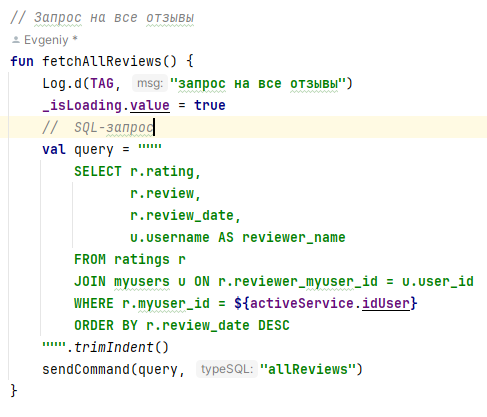 // Запрос на все отзывы
Evgeniy *
fun fetchAllReviews() {
    Log.d(TAG, msg: "запрос на все отзывы")
    _isLoading.value = true
    //  SQL-запрос
    val query = """
        SELECT r.rating,
               r.review,
               r.review_date,
               u.username AS reviewer_name
        FROM ratings r
        JOIN myusers u ON r.reviewer_myuser_id = u.user_id
        WHERE r.myuser_id = ${activeService.idUser}
        ORDER BY r.review_date DESC
    """.trimIndent()
    sendCommand(query, typeSQL: "allReviews")
}